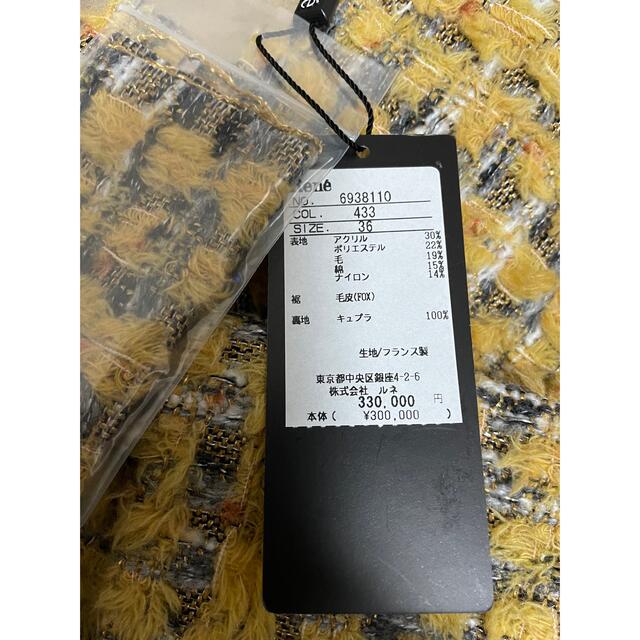 René
NO. 6938110
COL. 433
SIZE. 36
表地 アクリル 30%
ポリエステル 22%
毛 19%
綿 15%
ナイロン 14%
裾 毛皮(FOX)
裏地 キュプラ 100%
生地/フランス製
東京都中央区銀座4-2-6
株式会社 ルネ
330,000 円
本体 ( ¥300,000 )